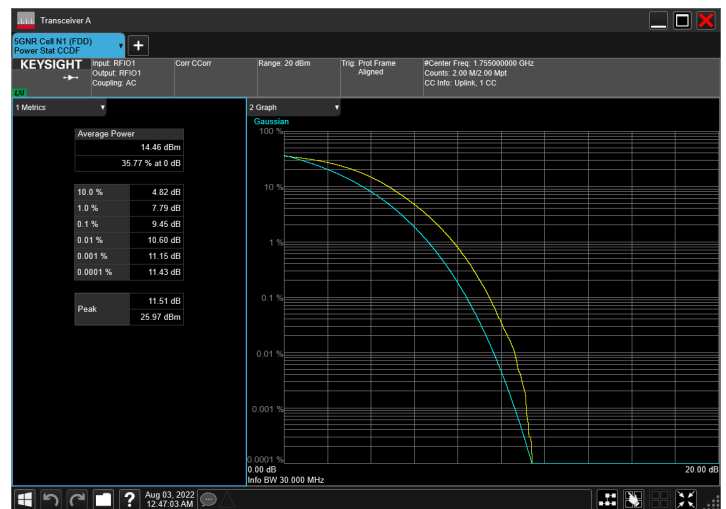 Transceiver A
5GNR Cell N1 (FDD)
Power Stat CCDF
KEYSIGHT
Input: RFIO1
Output: RFIO1
Coupling: AC
Corr CCorr
Range: 20 dBm
Trig: Prot Frame
Aligned
#Center Freq: 1.755000000 GHz
Counts: 2.00 M/2.00 Mpt
CC Info: Uplink, 1 CC
LXI
1 Metrics
Average Power
14.46 dBm
35.77 % at 0 dB
10.0 % 4.82 dB
1.0 % 7.79 dB
0.1 % 9.45 dB
0.01 % 10.60 dB
0.001 % 11.15 dB
0.0001 % 11.43 dB
Peak
11.51 dB
25.97 dBm
2 Graph
Gaussian
100 %
10 %
1 %
0.1 %
0.01 %
0.001 %
0.0001 %
0.00 dB
20.00 dB
Info BW 30.000 MHz
?
Aug 03, 2022
12:47:03 AM